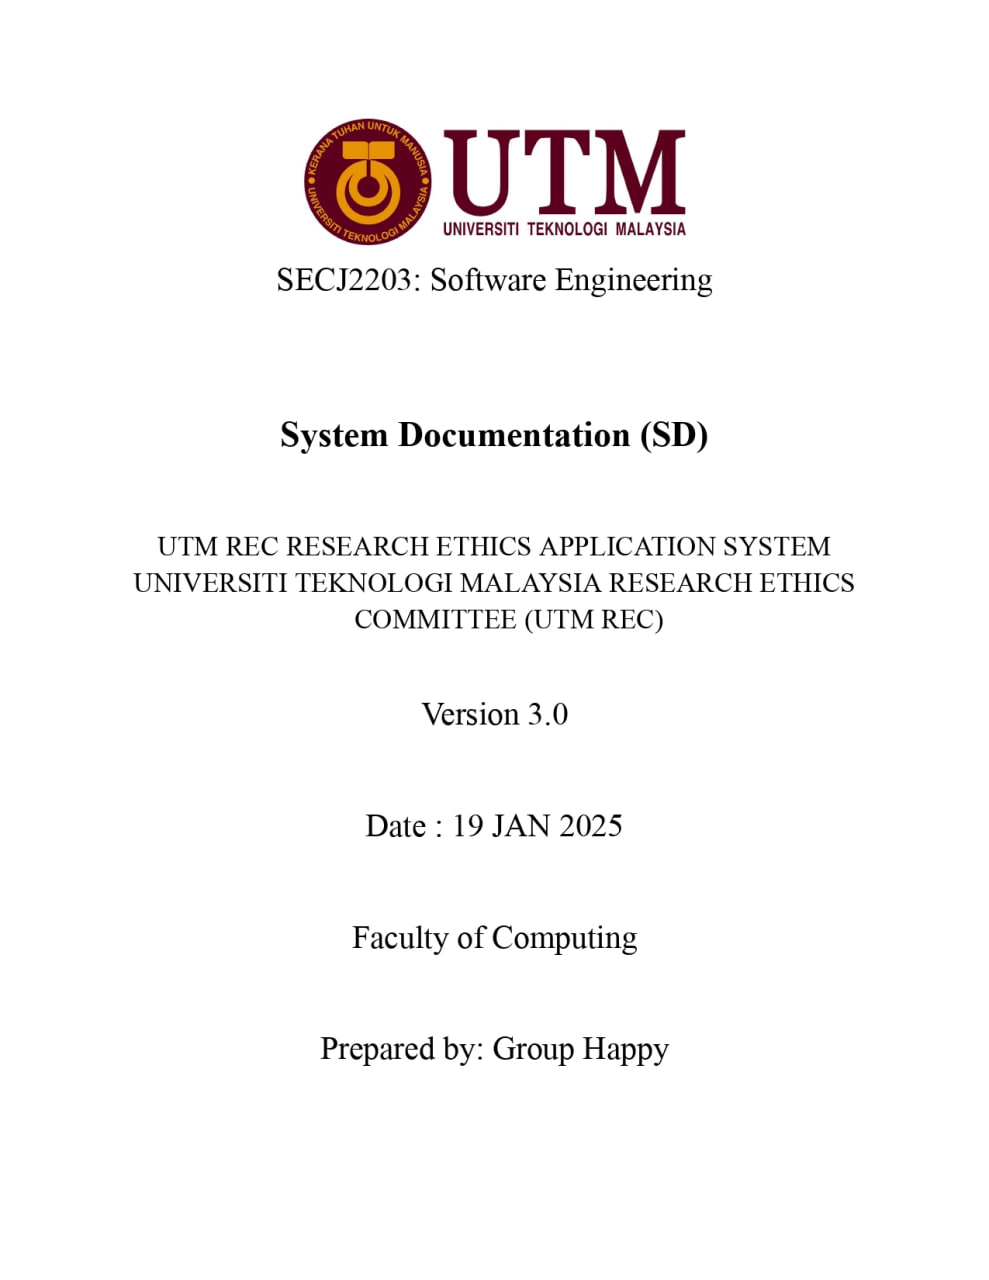 KERANA TUHAN UNTUK MANUSIA
UNIVERSITI TEKNOLOGI MALAYSIA
UTM
UNIVERSITI TEKNOLOGI MALAYSIA
SECJ2203: Software Engineering
System Documentation (SD)
UTM REC RESEARCH ETHICS APPLICATION SYSTEM
UNIVERSITI TEKNOLOGI MALAYSIA RESEARCH ETHICS
COMMITTEE (UTM REC)
Version 3.0
Date : 19 JAN 2025
Faculty of Computing
Prepared by: Group Happy